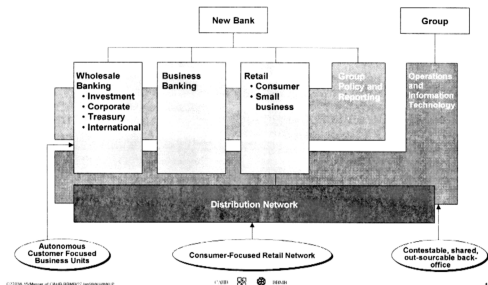 New Bank
Group
Wholesale
Banking
• Investment
• Corporate
• Treasury
• International
Business
Banking
Retail
• Consumer
• Small
business
Group
Policy and
Reporting
Operations
and
Information
Technology
Distribution Network
Autonomous
Customer Focused
Business Units
Consumer-Focused Retail Network
Contestable, shared,
out-sourcable back-
office